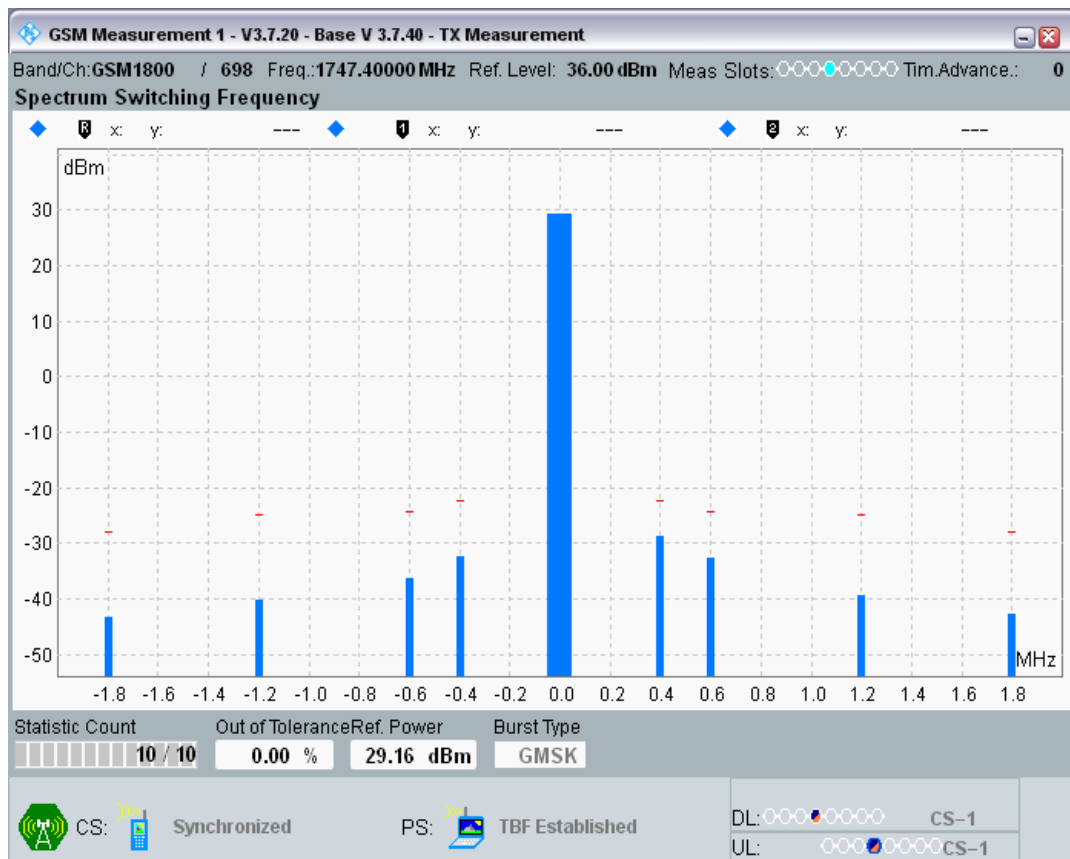 GSM Measurement 1 - V3.7.20 - Base V 3.7.40 - TX Measurement
Band/Ch:GSM1800 / 698 Freq.:1747.40000 MHz Ref. Level: 36.00 dBm Meas Slots: Tim.Advance.: 0
Spectrum Switching Frequency
R x: y: --- 1 x: y: --- 2 x: y: ---
dBm
30
20
10
0
-10
-20
-30
-40
-50
MHz
-1.8 -1.6 -1.4 -1.2 -1.0 -0.8 -0.6 -0.4 -0.2 0.0 0.2 0.4 0.6 0.8 1.0 1.2 1.4 1.6 1.8
Statistic Count Out of Tolerance Ref. Power Burst Type
10 / 10 0.00 % 29.16 dBm GMSK
CS: Synchronized PS: TBF Established DL: CS-1
UL: CS-1